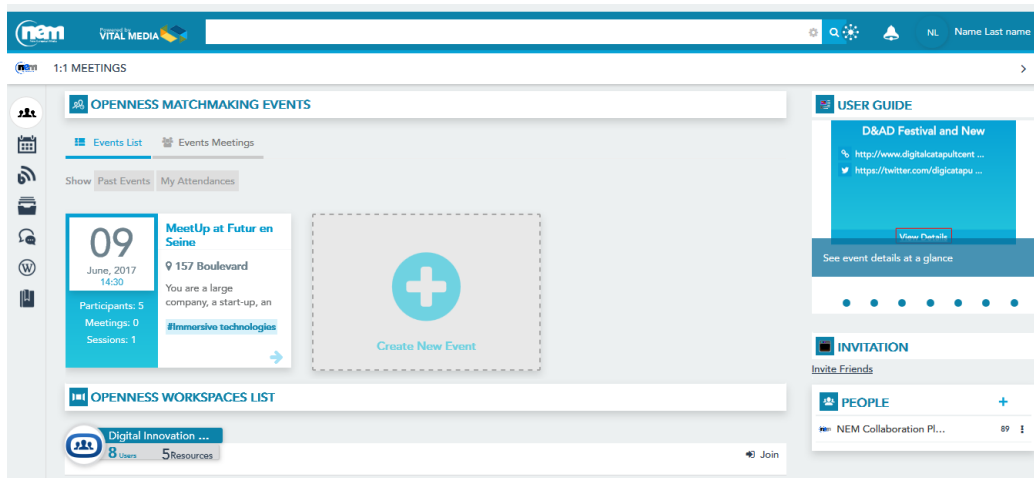 nem
Powered by
VITAL MEDIA
NL
Name Last name
nem
1:1 MEETINGS
OPENNESS MATCHMAKING EVENTS
Events List
Events Meetings
Show
Past Events
My Attendances
09
June, 2017
14:30
Participants: 5
Meetings: 0
Sessions: 1
MeetUp at Futur en
Seine
157 Boulevard
You are a large
company, a start-up, an
#Immersive technologies
Create New Event
OPENNESS WORKSPACES LIST
Digital Innovation ...
8 Users
5 Resources
Join
USER GUIDE
D&AD Festival and New
http://www.digitalcatapultcent ...
https://twitter.com/digicatapu ...
View Details
See event details at a glance
INVITATION
Invite Friends
PEOPLE
+
nem
NEM Collaboration Pl...
89